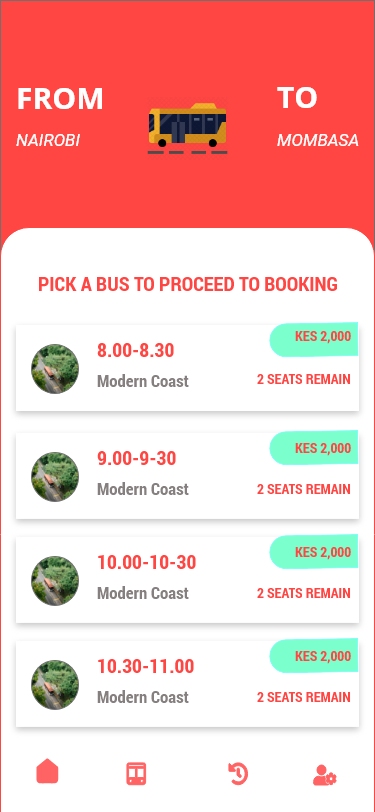 FROM
TO
NAIROBI
MOMBASA
PICK A BUS TO PROCEED TO BOOKING
8.00-8.30
KES 2,000
Modern Coast
2 SEATS REMAIN
9.00-9-30
KES 2,000
Modern Coast
2 SEATS REMAIN
10.00-10-30
KES 2,000
Modern Coast
2 SEATS REMAIN
10.30-11.00
KES 2,000
Modern Coast
2 SEATS REMAIN